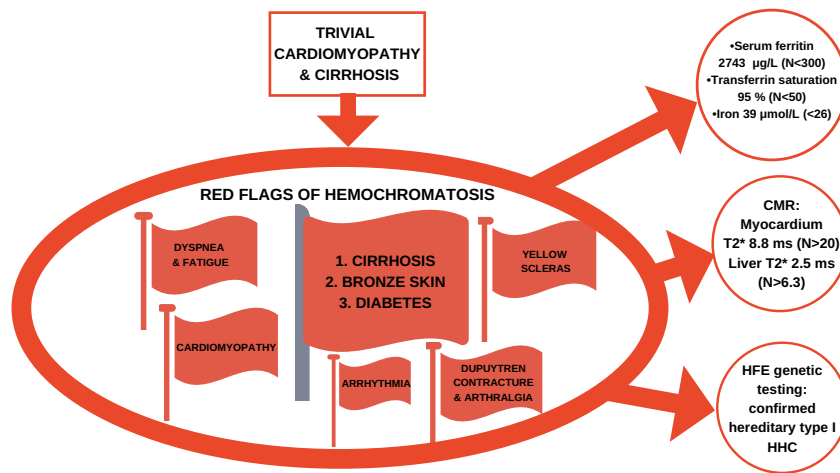 TRIVIAL
CARDIOMYOPATHY
& CIRRHOSIS
•Serum ferritin
2743 µg/L (N<300)
•Transferrin saturation
95 % (N<50)
•Iron 39 µmol/L (<26)
RED FLAGS OF HEMOCHROMATOSIS
DYSPNEA
& FATIGUE
1. CIRRHOSIS
2. BRONZE SKIN
3. DIABETES
YELLOW
SCLERAS
CMR:
Myocardium
T2* 8.8 ms (N>20)
Liver T2* 2.5 ms
(N>6.3)
CARDIOMYOPATHY
ARRHYTHMIA
DUPUYTREN
CONTRACTURE
& ARTHRALGIA
HFE genetic
testing:
confirmed
hereditary type I
HHC